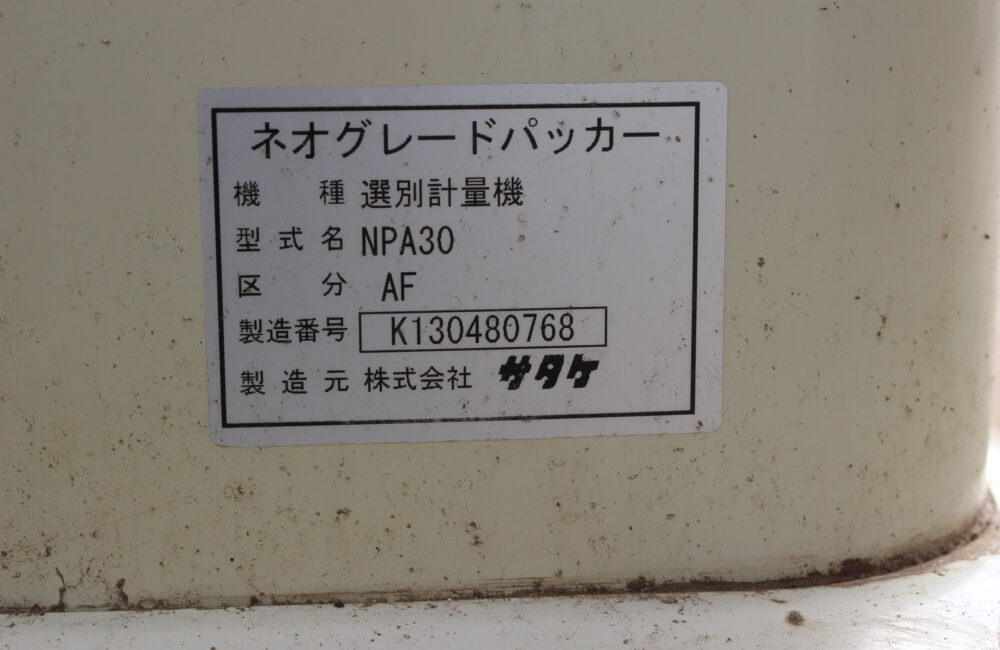 ネオグレードパッカー
機種 選別計量機
型式名 NPA30
区分 AF
製造番号 K130480768
製造元 株式会社 サタケ